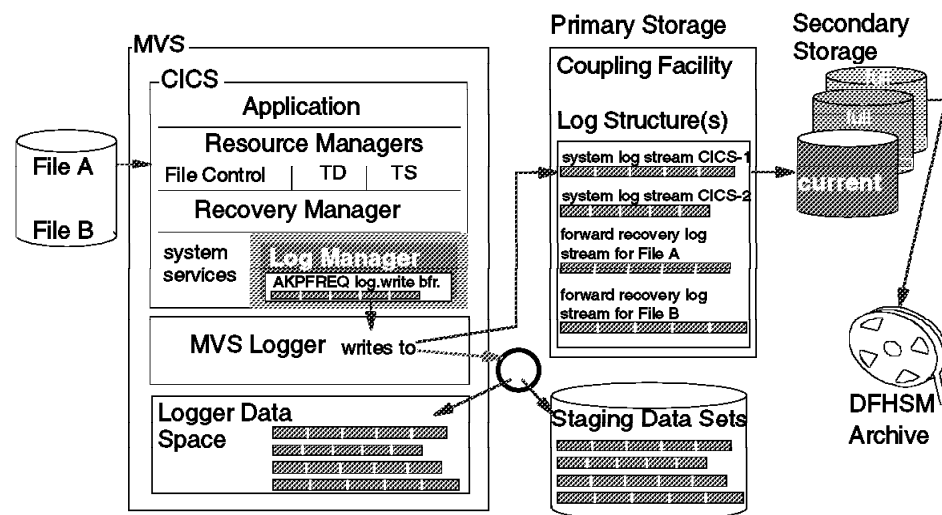 Primary Storage
Secondary
Storage
MVS
CICS
Application
Resource Managers
File Control
TD
TS
Recovery Manager
system
services
Log Manager
AKPFREQ log.write bfr.
File A
File B
Coupling Facility
Log Structure(s)
system log stream CICS-1
system log stream CICS-2
forward recovery log
stream for File A
forward recovery log
stream for File B
full
full
current
MVS Logger
writes to
Logger Data
Space
Staging Data Sets
DFHSM
Archive